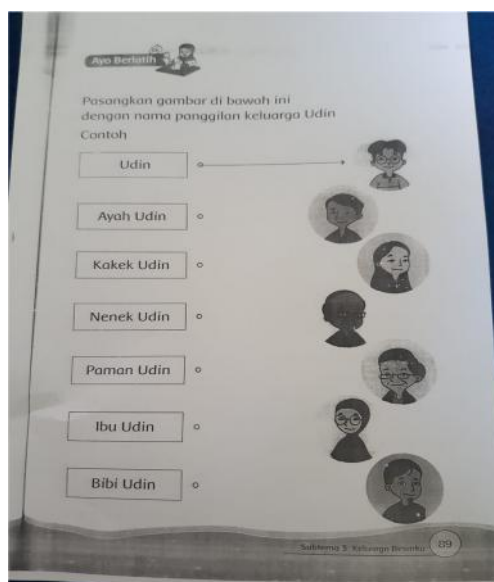 Ayo Berlatih
Pasangkan gambar di bawah ini
dengan nama panggilan keluarga Udin
Contoh
Udin
Ayah Udin
Kakek Udin
Nenek Udin
Paman Udin
Ibu Udin
Bibi Udin
Subtema 3: Keluarga Besarku
89